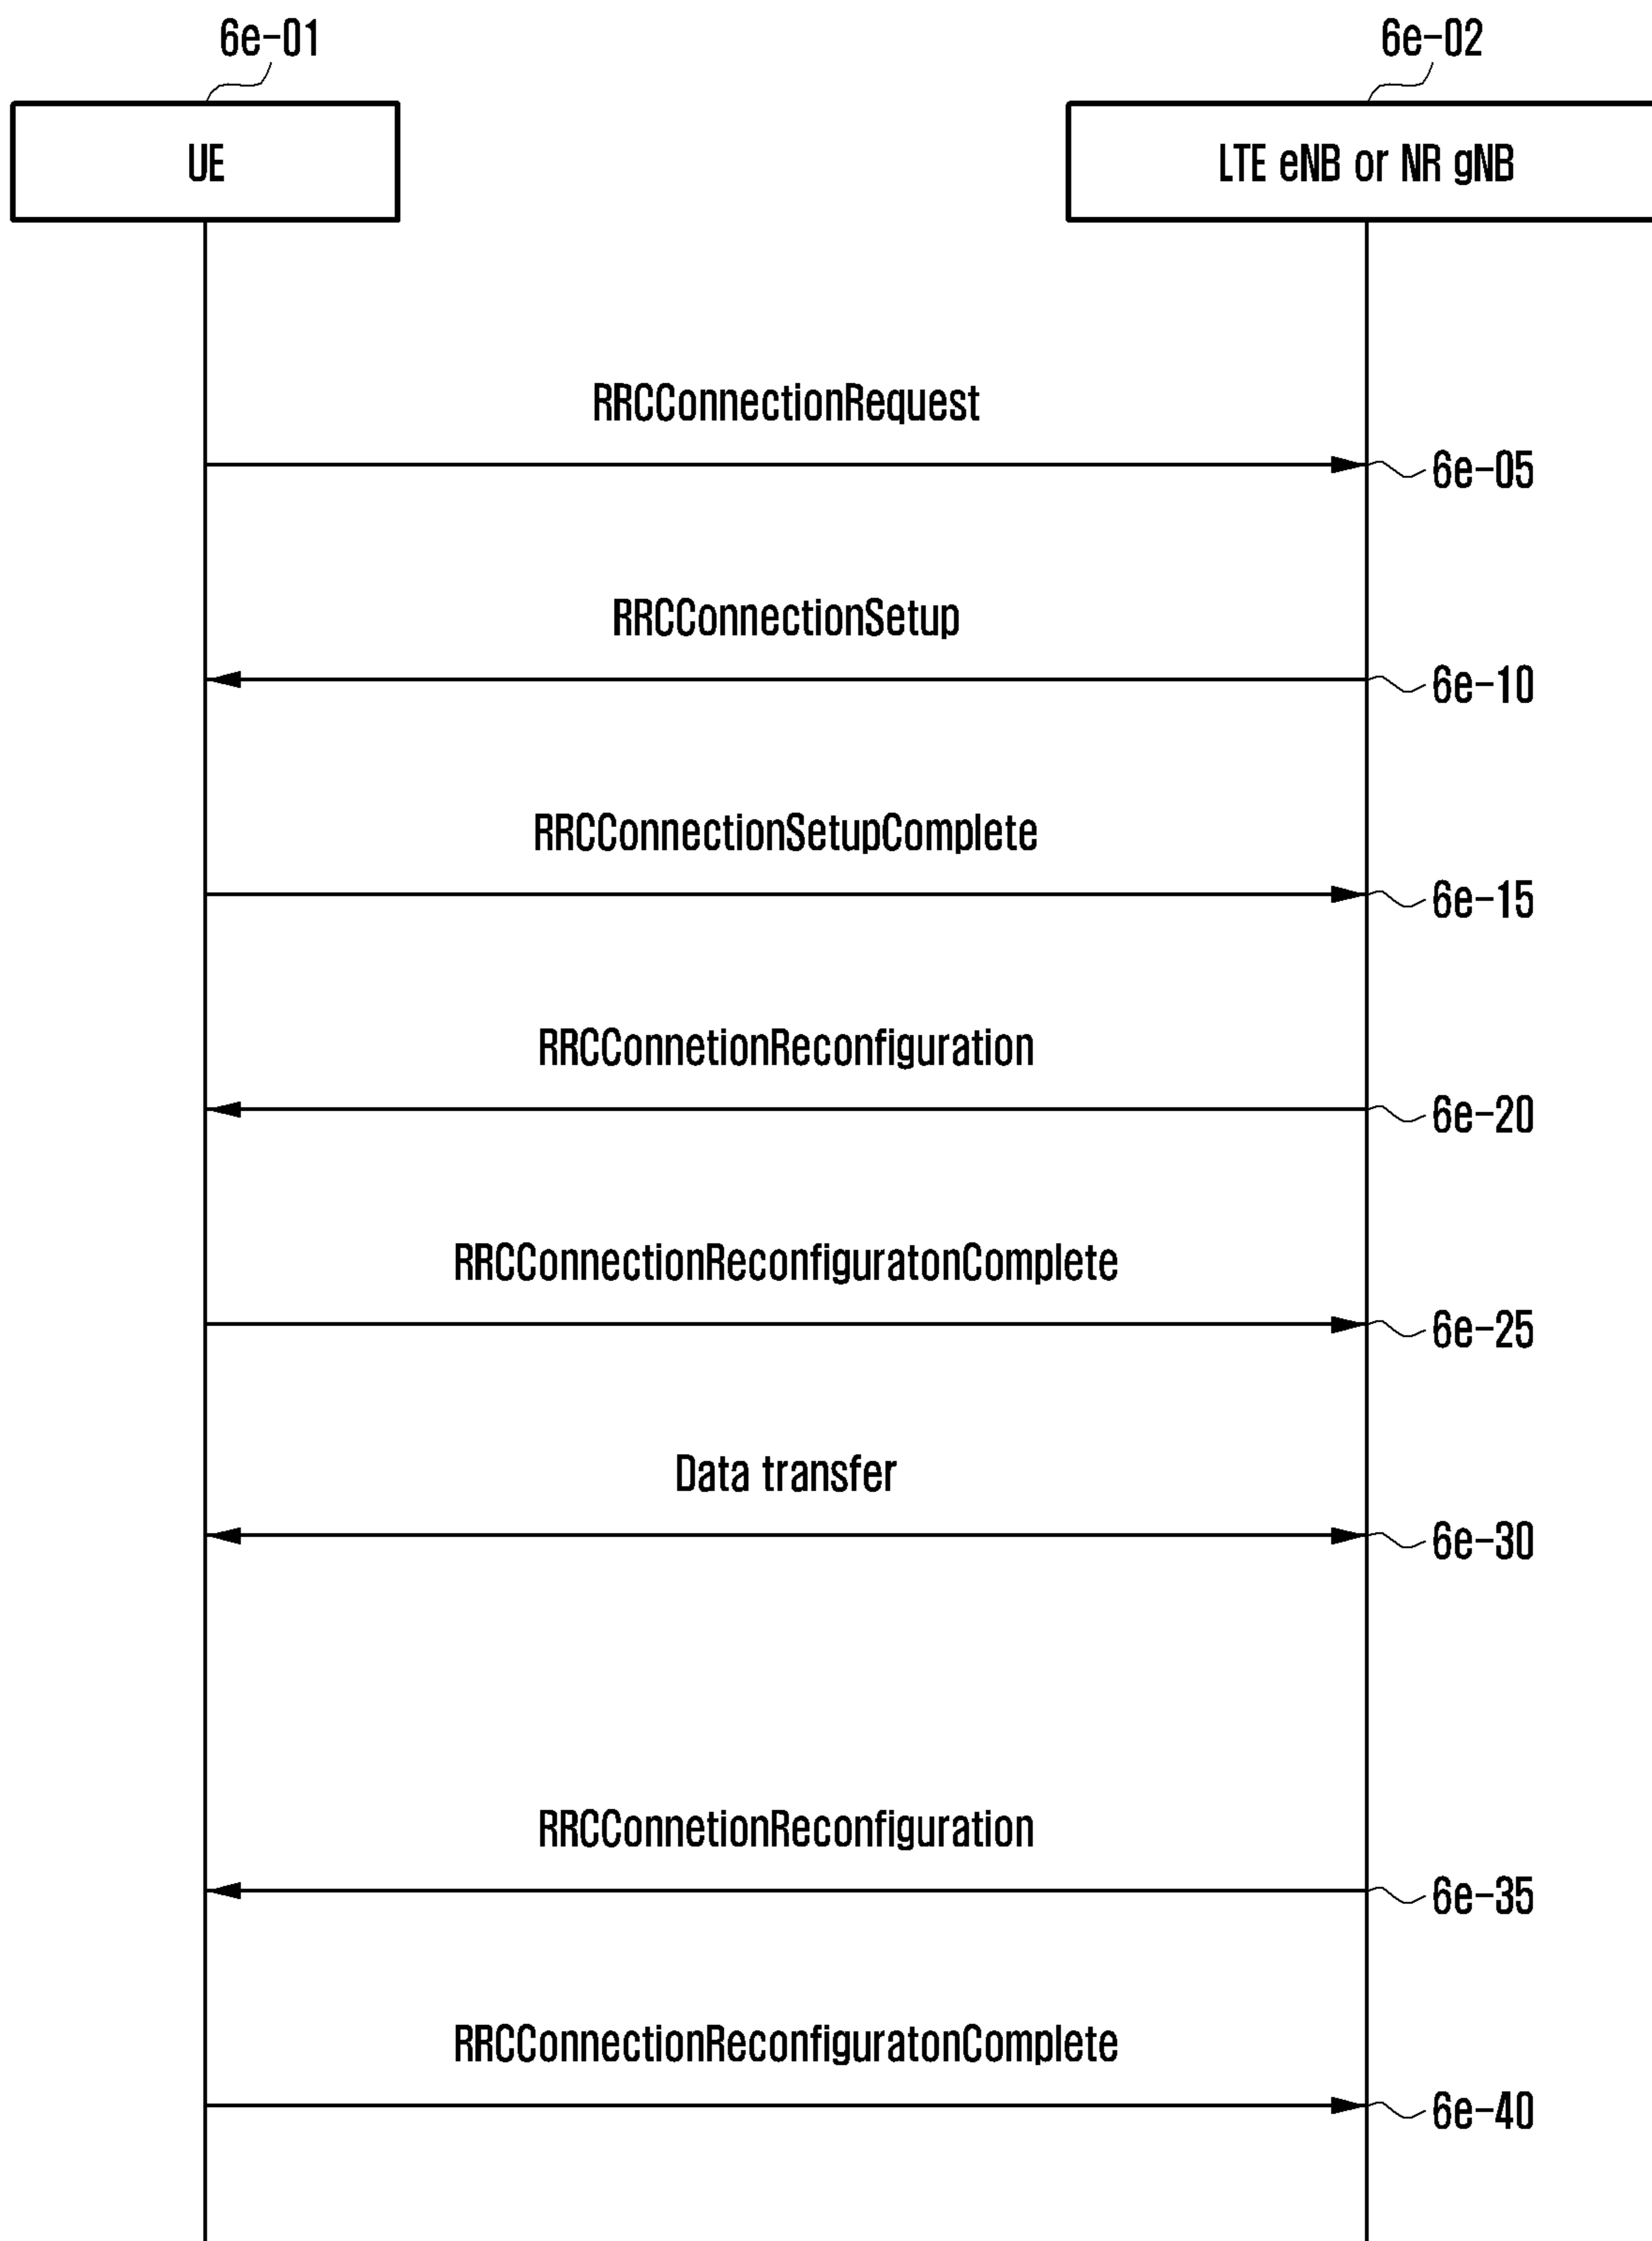 6e-01
6e-02
UE
LTE eNB or NR gNB
RRCConnectionRequest
6e-05
RRCConnectionSetup
6e-10
RRCConnectionSetupComplete
6e-15
RRCConnetionReconfiguration
6e-20
RRCConnectionReconfiguratonComplete
6e-25
Data transfer
6e-30
RRCConnetionReconfiguration
6e-35
RRCConnectionReconfiguratonComplete
6e-40